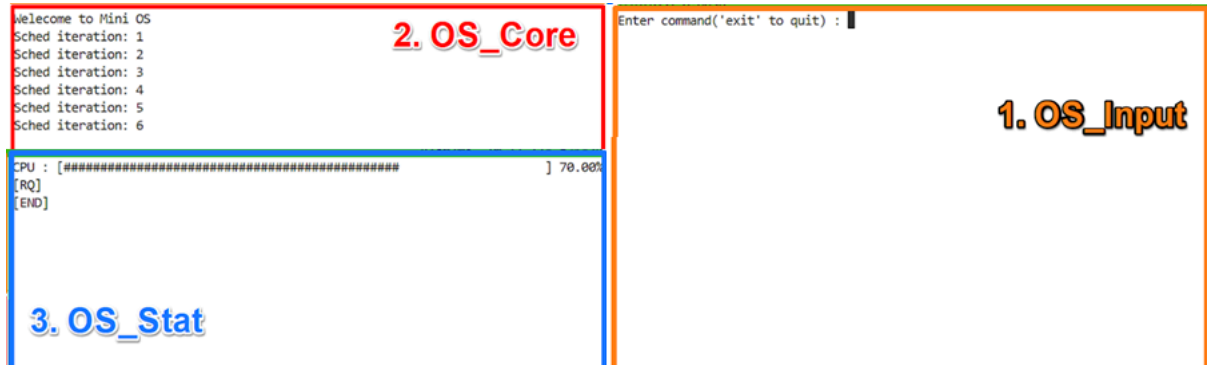 Welecome to Mini OS
Sched iteration: 1
Sched iteration: 2
Sched iteration: 3
Sched iteration: 4
Sched iteration: 5
Sched iteration: 6
2. OS_Core
CPU : [############################################## ] 70.00%
[RQ]
[END]
3. OS_Stat
Enter command('exit' to quit) :
1. OS_Input